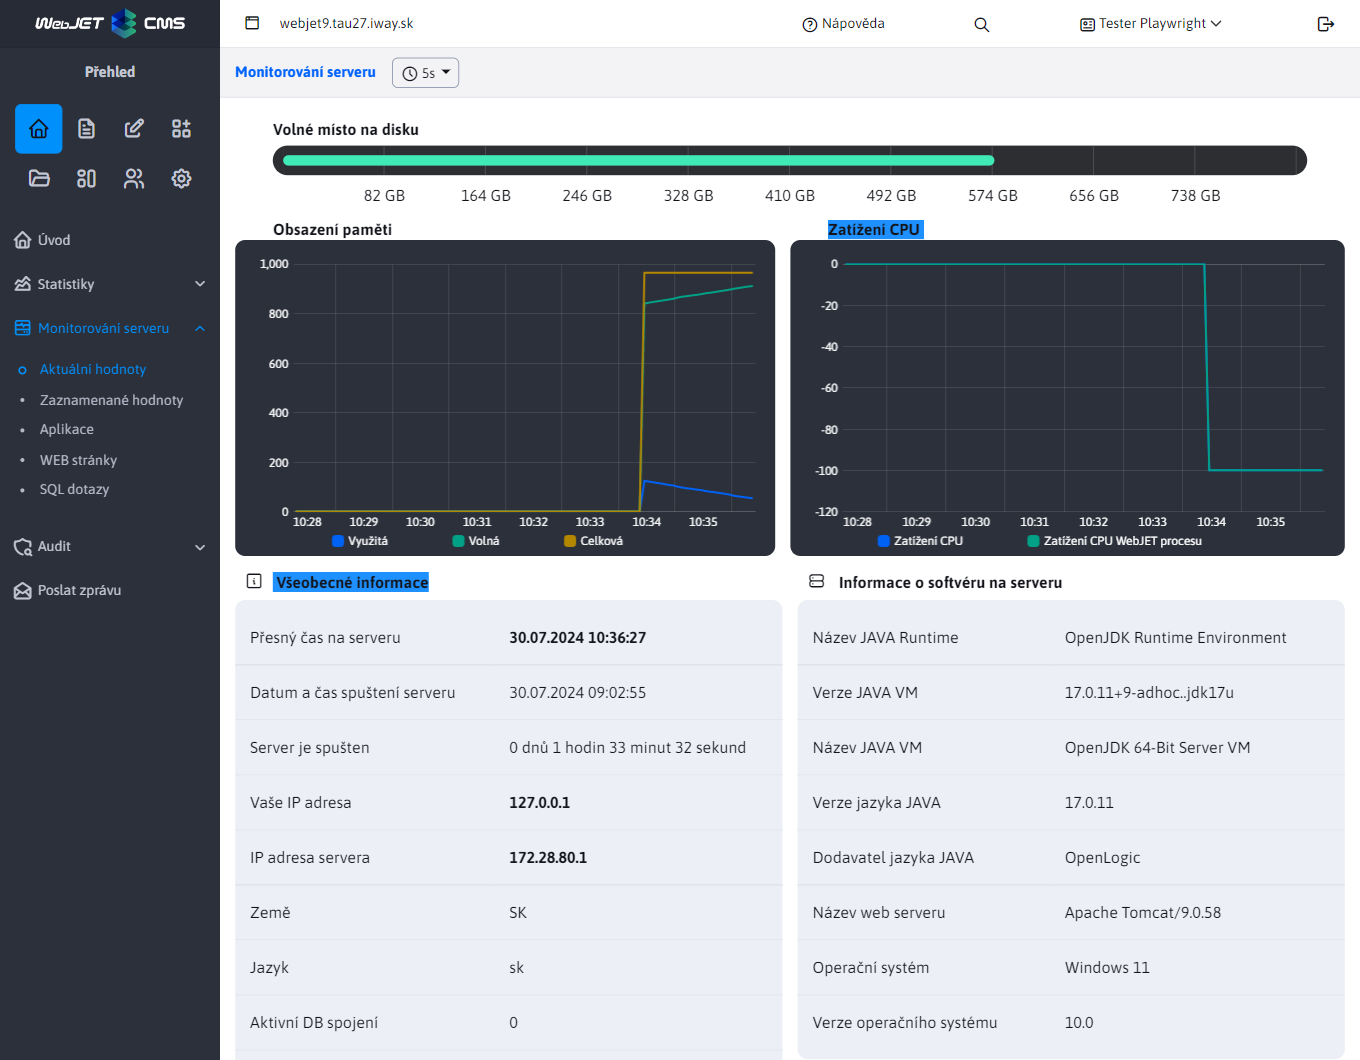 WebJET CMS
webjet9.tau27.iway.sk
Nápověda
Tester Playwright
Přehled
Monitorování serveru
5s
Úvod
Statistiky
Monitorování serveru
Aktuální hodnoty
Zaznamenané hodnoty
Aplikace
WEB stránky
SQL dotazy
Audit
Poslat zprávu
Volné místo na disku
82 GB 164 GB 246 GB 328 GB 410 GB 492 GB 574 GB 656 GB 738 GB
Obsazení paměti
1,000
800
600
400
200
0
10:28 10:29 10:30 10:31 10:32 10:33 10:34 10:35
Využitá Volná Celková
Zatížení CPU
0
-20
-40
-60
-80
-100
-120
10:28 10:29 10:30 10:31 10:32 10:33 10:34 10:35
Zatížení CPU Zatížení CPU WebJET procesu
Všeobecné informace
Přesný čas na serveru 30.07.2024 10:36:27
Datum a čas spuštení serveru 30.07.2024 09:02:55
Server je spušten 0 dnů 1 hodin 33 minut 32 sekund
Vaše IP adresa 127.0.0.1
IP adresa servera 172.28.80.1
Země SK
Jazyk sk
Aktivní DB spojení 0
Informace o softvéru na serveru
Název JAVA Runtime OpenJDK Runtime Environment
Verze JAVA VM 17.0.11+9-adhoc..jdk17u
Název JAVA VM OpenJDK 64-Bit Server VM
Verze jazyka JAVA 17.0.11
Dodavatel jazyka JAVA OpenLogic
Název web serveru Apache Tomcat/9.0.58
Operační systém Windows 11
Verze operačního systému 10.0